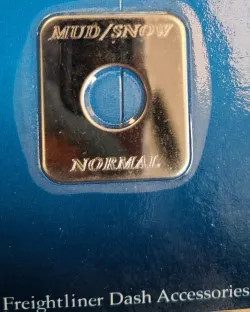 MUD/SNOW
NORMAL
Freightliner Dash Accessories